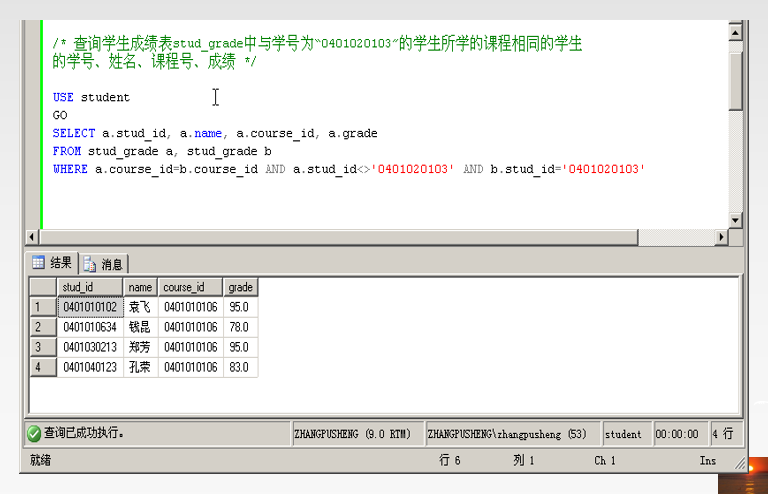 /* 查询学生成绩表stud_grade中与学号为“0401020103”的学生所学的课程相同的学生
的学号、姓名、课程号、成绩 */
USE student
GO
SELECT a.stud_id, a.name, a.course_id, a.grade
FROM stud_grade a, stud_grade b
WHERE a.course_id=b.course_id AND a.stud_id<>'0401020103' AND b.stud_id='0401020103'
结果 消息
stud_id name course_id grade
1 0401010102 袁飞 0401010106 95.0
2 0401010634 钱昆 0401010106 78.0
3 0401030213 郑芳 0401010106 95.0
4 0401040123 孔荣 0401010106 83.0
查询已成功执行。 ZHANGPUSHENG (9.0 RTM) ZHANGPUSHENG\zhangpusheng (53) student 00:00:00 4 行
就绪 行 6 列 1 Ch 1 Ins